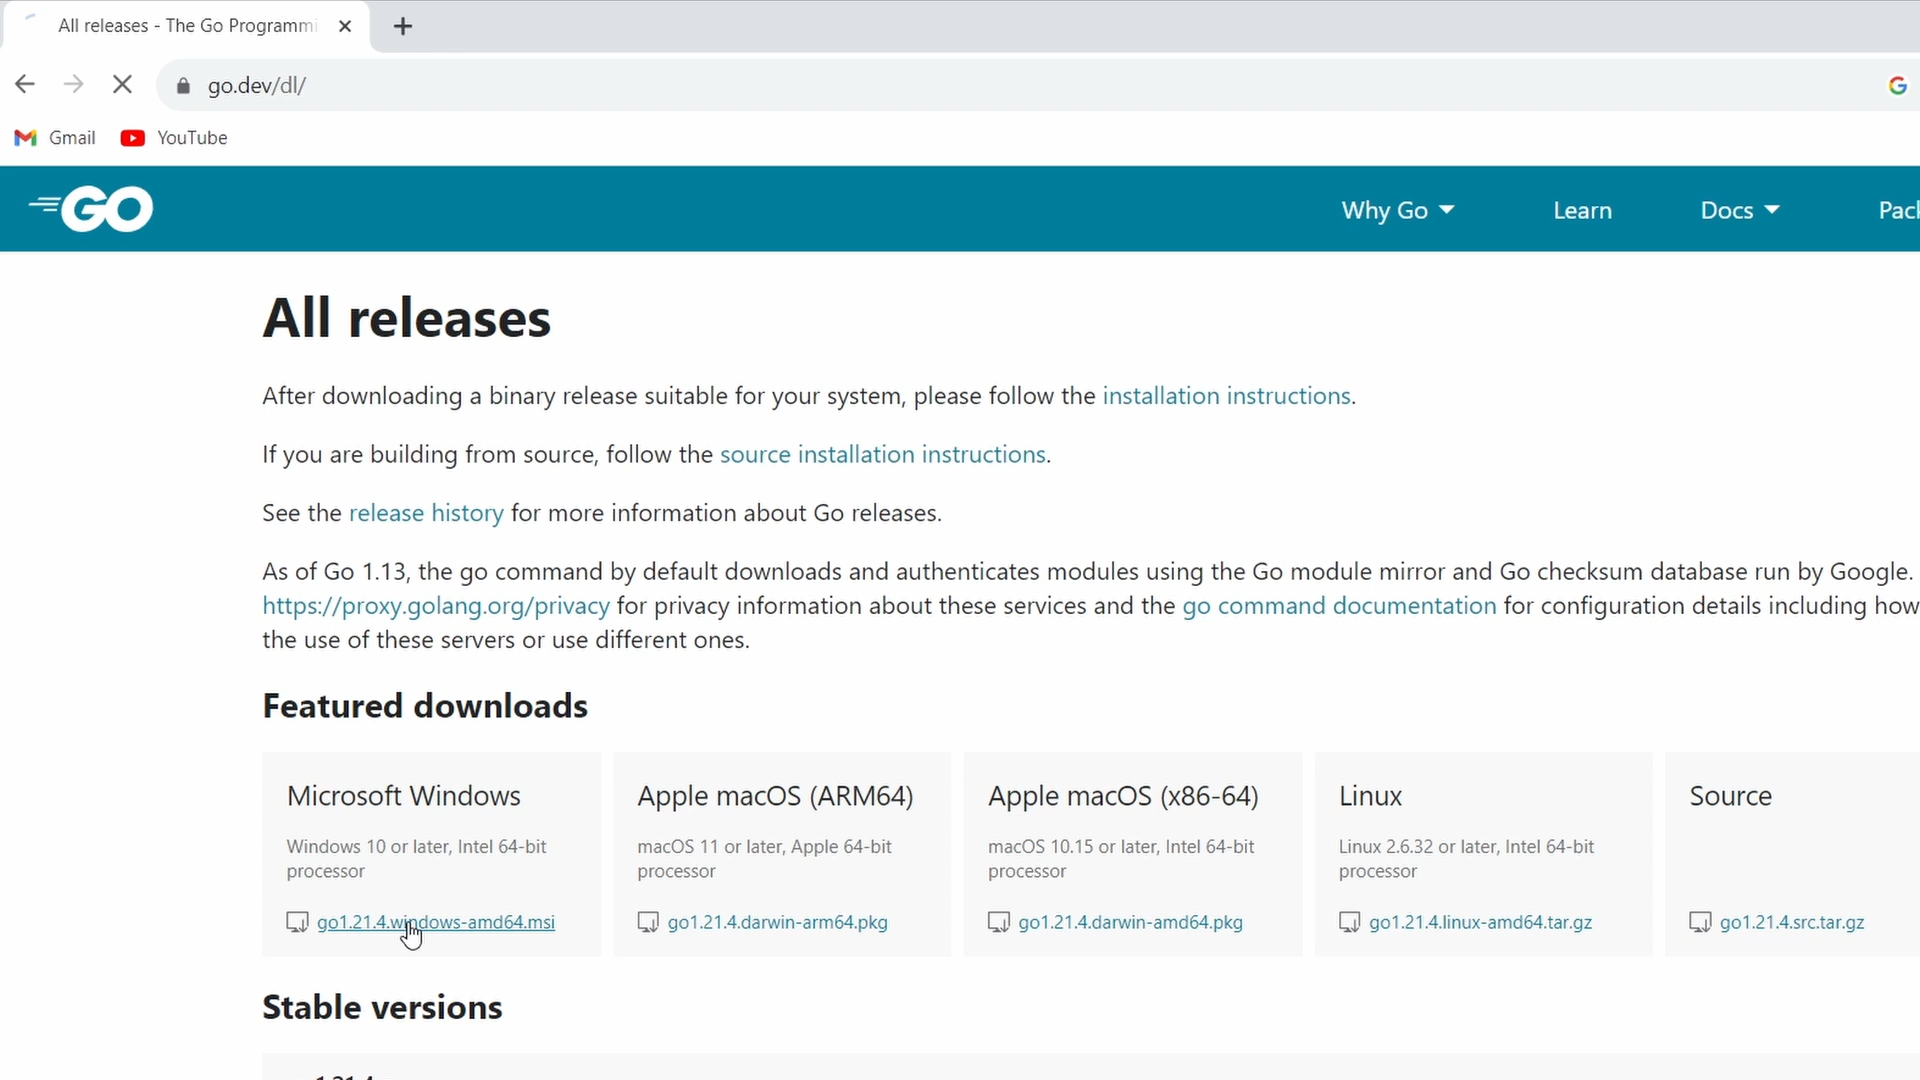 All releases - The Go Programmi
go.dev/dl/
Gmail YouTube
GO Why Go Learn Docs Pack
All releases
After downloading a binary release suitable for your system, please follow the installation instructions.
If you are building from source, follow the source installation instructions.
See the release history for more information about Go releases.
As of Go 1.13, the go command by default downloads and authenticates modules using the Go module mirror and Go checksum database run by Google.
https://proxy.golang.org/privacy for privacy information about these services and the go command documentation for configuration details including how
the use of these servers or use different ones.
Featured downloads
Microsoft Windows
Windows 10 or later, Intel 64-bit
processor
go1.21.4.windows-amd64.msi
Apple macOS (ARM64)
macOS 11 or later, Apple 64-bit
processor
go1.21.4.darwin-arm64.pkg
Apple macOS (x86-64)
macOS 10.15 or later, Intel 64-bit
processor
go1.21.4.darwin-amd64.pkg
Linux
Linux 2.6.32 or later, Intel 64-bit
processor
go1.21.4.linux-amd64.tar.gz
Source
go1.21.4.src.tar.gz
Stable versions